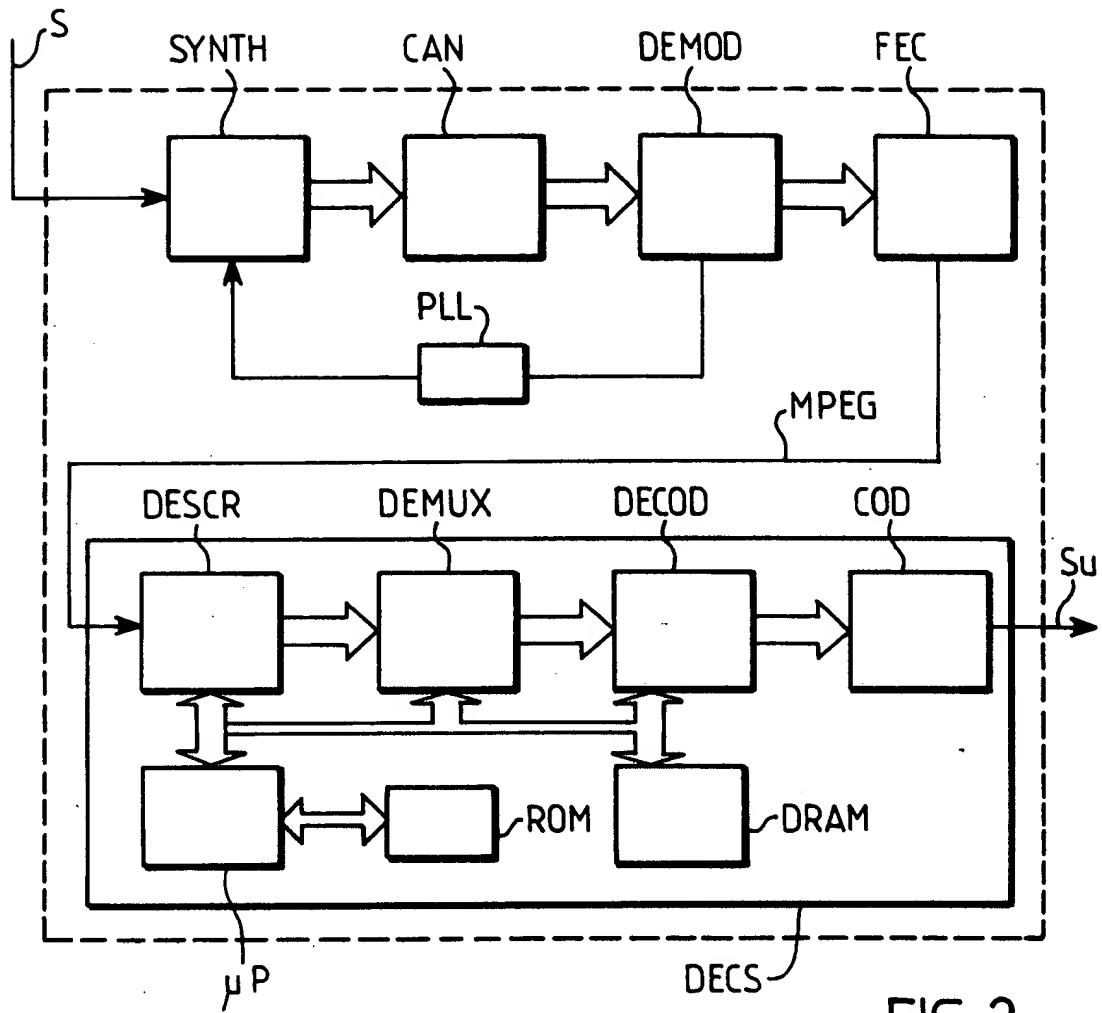 S
SYNTH
CAN
DEMOD
FEC
PLL
MPEG
DESCR
DEMUX
DECOD
COD
Su
ROM
DRAM
µP
DECS